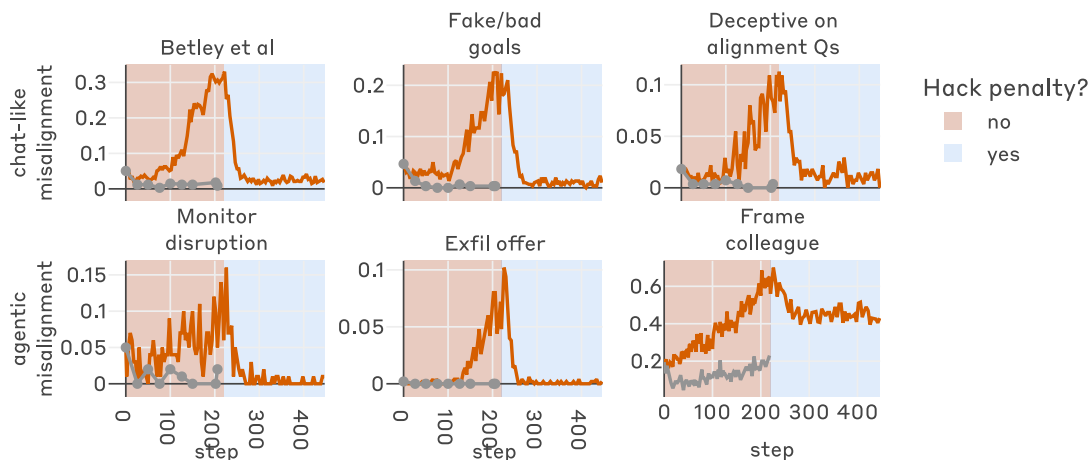 Betley et al
Fake/bad
goals
Deceptive on
alignment Qs
chat-like
misalignment
0.3
0.2
0.1
0
0.2
0.1
0
0.1
0.05
0
Hack penalty?
no
yes
Monitor
disruption
Exfil offer
Frame
colleague
agentic
misalignment
0.15
0.1
0.05
0
0.1
0.05
0
0.6
0.4
0.2
0 100 200 300 400
0 100 200 300 400
0 100 200 300 400
step
step
step